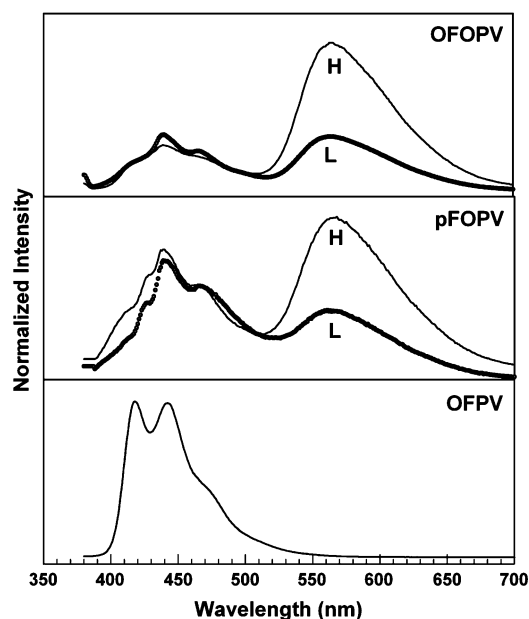 OFOPV
H
L
pFOPV
H
L
OFPV
Normalized Intensity
350 400 450 500 550 600 650 700
Wavelength (nm)